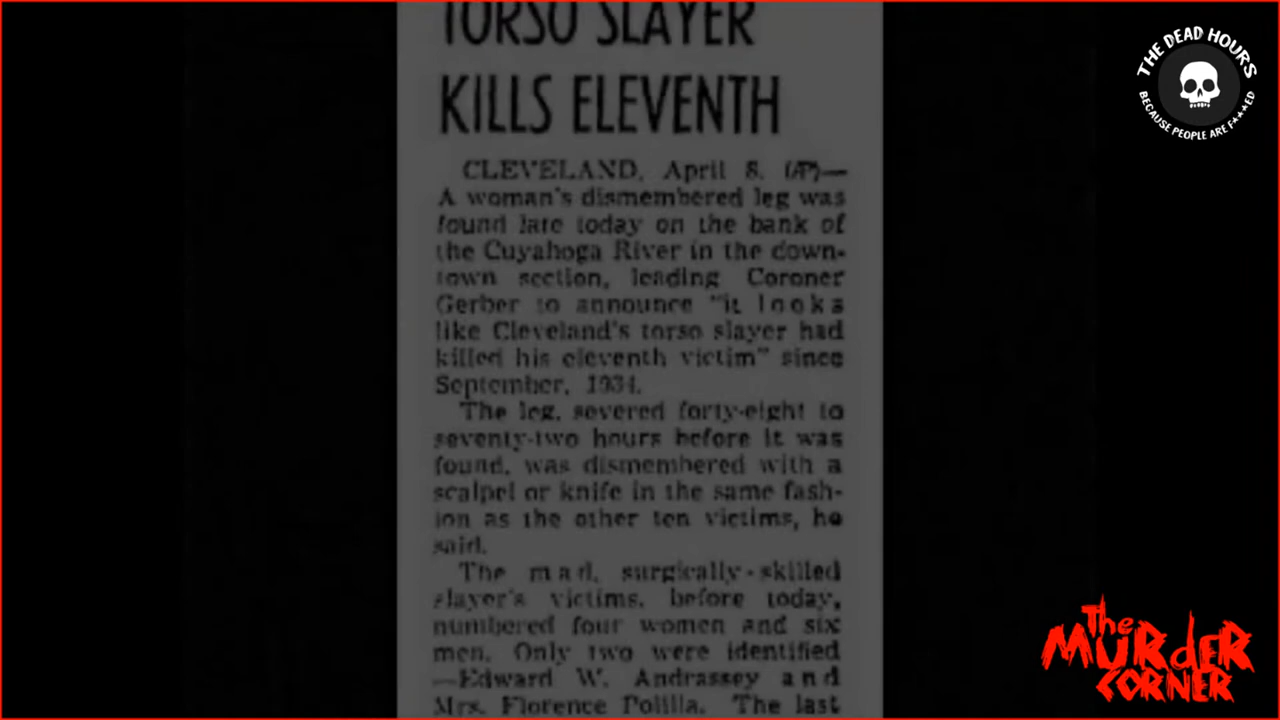 TORSO SLAYER
KILLS ELEVENTH
CLEVELAND, April 8. (AP)—
A woman's dismembered leg was
found late today on the bank of
the Cuyahoga River in the down-
town section, leading Coroner
Gerber to announce "it looks
like Cleveland's torso slayer had
killed his eleventh victim" since
September, 1934.
The leg, severed forty-eight to
seventy-two hours before it was
found, was dismembered with a
scalpel or knife in the same fash-
ion as the other ten victims, he
said.
The mad, surgically-skilled
slayer's victims, before today,
numbered four women and six
men. Only two were identified
—Edward W. Andrassey and
Mrs. Florence Polilla. The last
THE DEAD HOURS
BECAUSE PEOPLE ARE F****ED
The
MURdER
CORNER